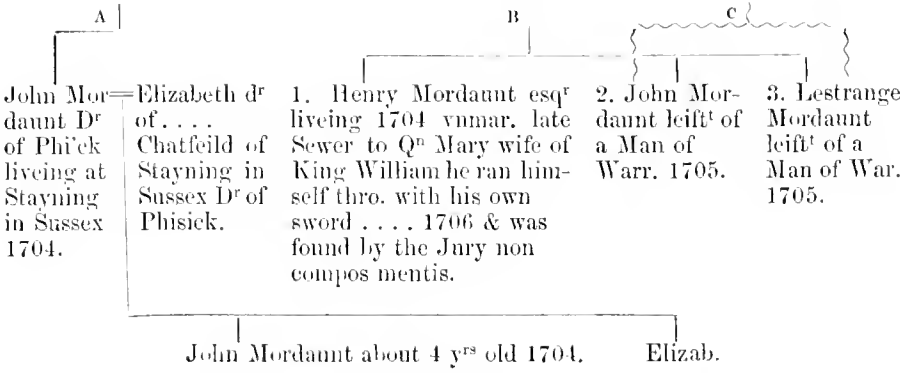 A
B
C
John Mor
daunt Dʳ
of Phi'ek
liveing at
Stayning
in Sussex
1704.
Elizabeth dʳ
of . . . .
Chatfeild of
Stayning in
Sussex Dʳ of
Phisick.
1. Henry Mordaunt esqʳ
liveing 1704 vnmar. late
Sewer to Qⁿ Mary wife of
King William he ran him-
self thro. with his own
sword . . . . 1706 & was
found by the Jury non
compos mentis.
2. John Mor-
daunt leiftᵗ of
a Man of
Warr. 1705.
3. Lestrange
Mordaunt
leiftᵗ of a
Man of War.
1705.
John Mordaunt about 4 yʳˢ old 1704.
Elizab.